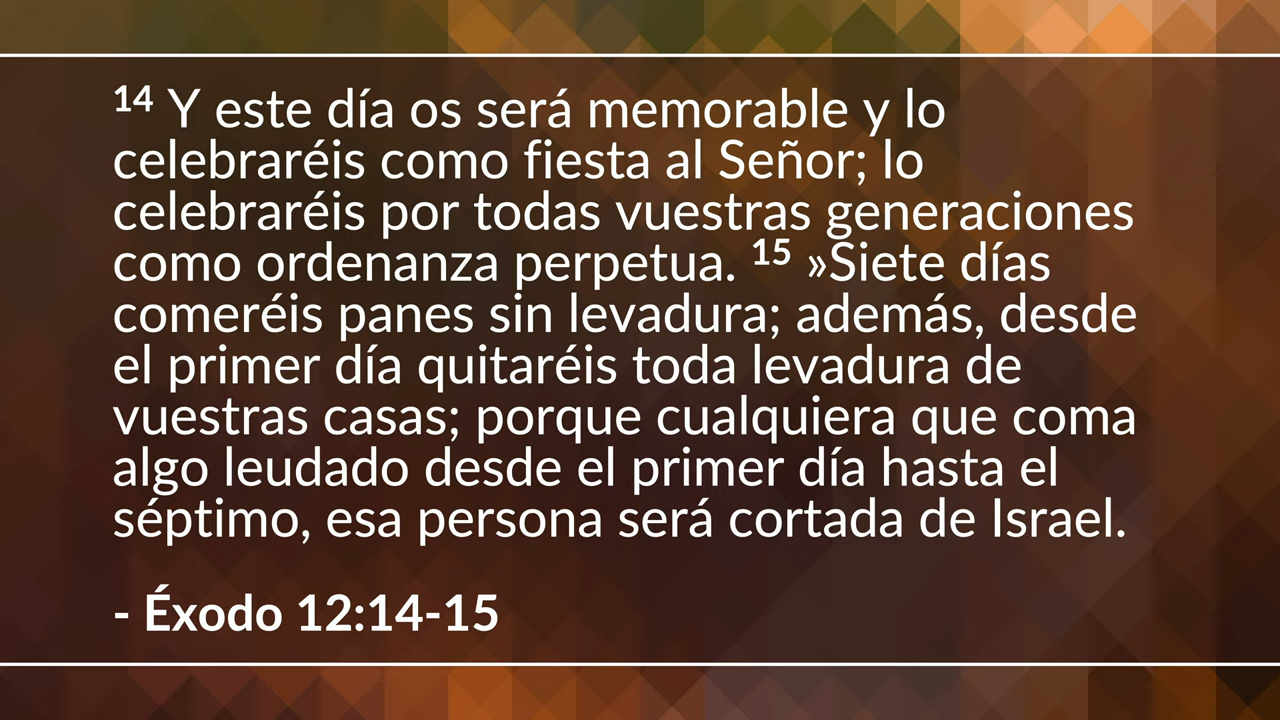 14 Y este día os será memorable y lo
celebraréis como fiesta al Señor; lo
celebraréis por todas vuestras generaciones
como ordenanza perpetua. 15 »Siete días
comeréis panes sin levadura; además, desde
el primer día quitaréis toda levadura de
vuestras casas; porque cualquiera que coma
algo leudado desde el primer día hasta el
séptimo, esa persona será cortada de Israel.
- Éxodo 12:14-15